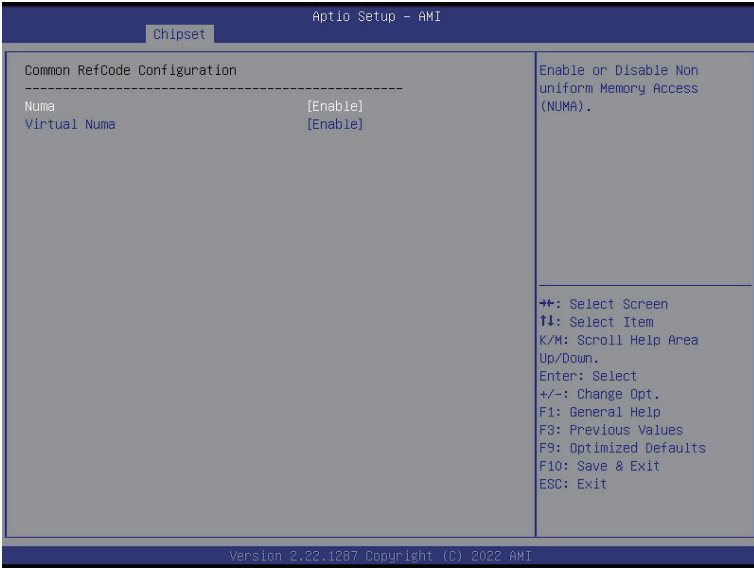 Aptio Setup – AMI
Chipset
Common RefCode Configuration
--------------------------------------------------
Numa [Enable]
Virtual Numa [Enable]
Enable or Disable Non
uniform Memory Access
(NUMA).
→←: Select Screen
↑↓: Select Item
K/M: Scroll Help Area
Up/Down.
Enter: Select
+/-: Change Opt.
F1: General Help
F3: Previous Values
F9: Optimized Defaults
F10: Save & Exit
ESC: Exit
Version 2.22.1287 Copyright (C) 2022 AMI